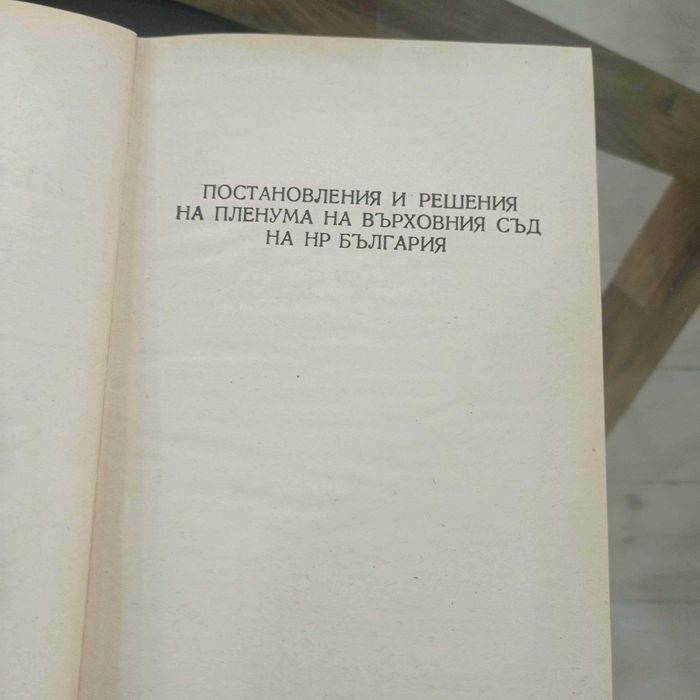 ПОСТАНОВЛЕНИЯ И РЕШЕНИЯ
НА ПЛЕНУМА НА ВЪРХОВНИЯ СЪД
НА НР БЪЛГАРИЯ